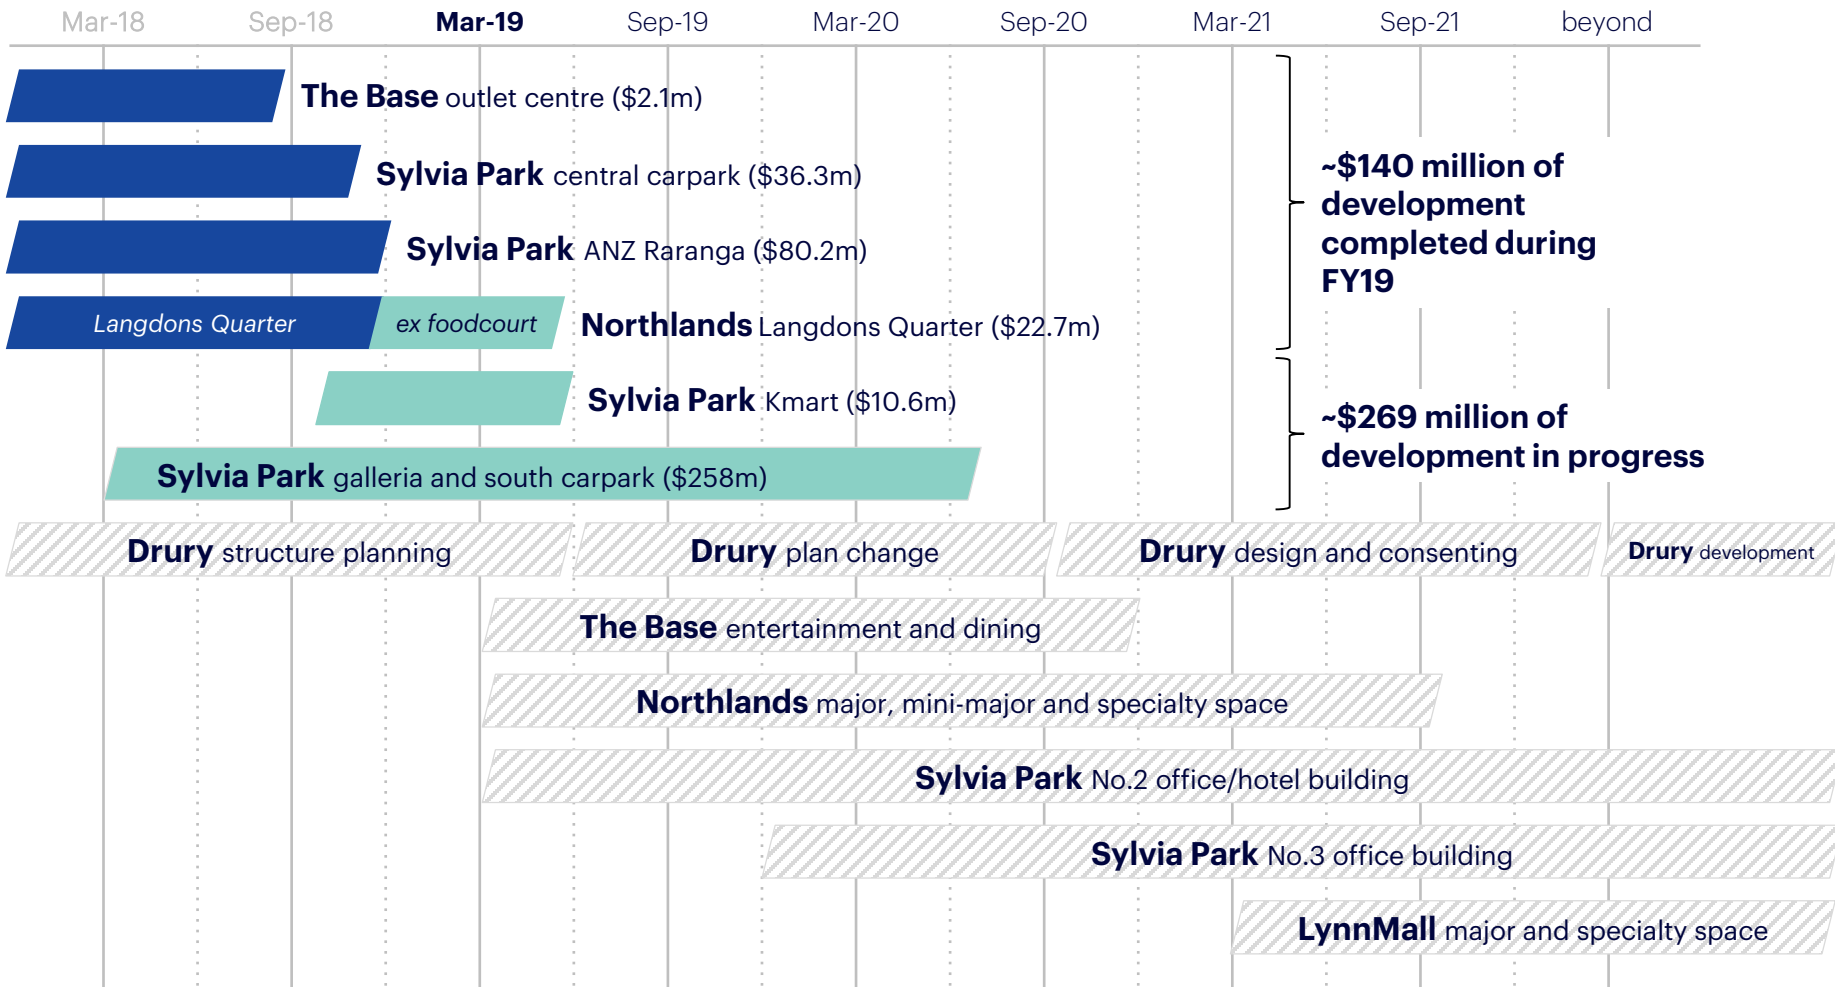 Mar-18 Sep-18 Mar-19 Sep-19 Mar-20 Sep-20 Mar-21 Sep-21 beyond
The Base outlet centre ($2.1m)
Sylvia Park central carpark ($36.3m)
Sylvia Park ANZ Raranga ($80.2m)
Langdons Quarter ex foodcourt Northlands Langdons Quarter ($22.7m)
~$140 million of
development
completed during
FY19
Sylvia Park Kmart ($10.6m)
Sylvia Park galleria and south carpark ($258m)
~$269 million of
development in progress
Drury structure planning Drury plan change Drury design and consenting Drury development
The Base entertainment and dining
Northlands major, mini-major and specialty space
Sylvia Park No.2 office/hotel building
Sylvia Park No.3 office building
LynnMall major and specialty space